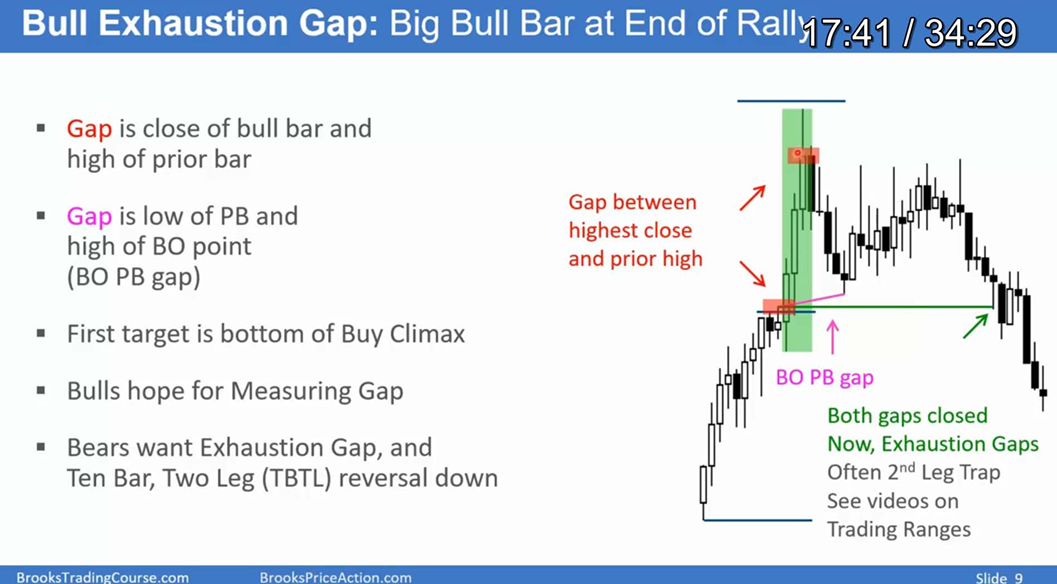 Bull Exhaustion Gap: Big Bull Bar at End of Rally
17:41 / 34:29
Gap is close of bull bar and
high of prior bar
Gap is low of PB and
high of BO point
(BO PB gap)
First target is bottom of Buy Climax
Bulls hope for Measuring Gap
Bears want Exhaustion Gap, and
Ten Bar, Two Leg (TBTL) reversal down
Gap between
highest close
and prior high
BO PB gap
Both gaps closed
Now, Exhaustion Gaps
Often 2nd Leg Trap
See videos on
Trading Ranges
BrooksTradingCourse.com
BrooksPriceAction.com
Slide 9